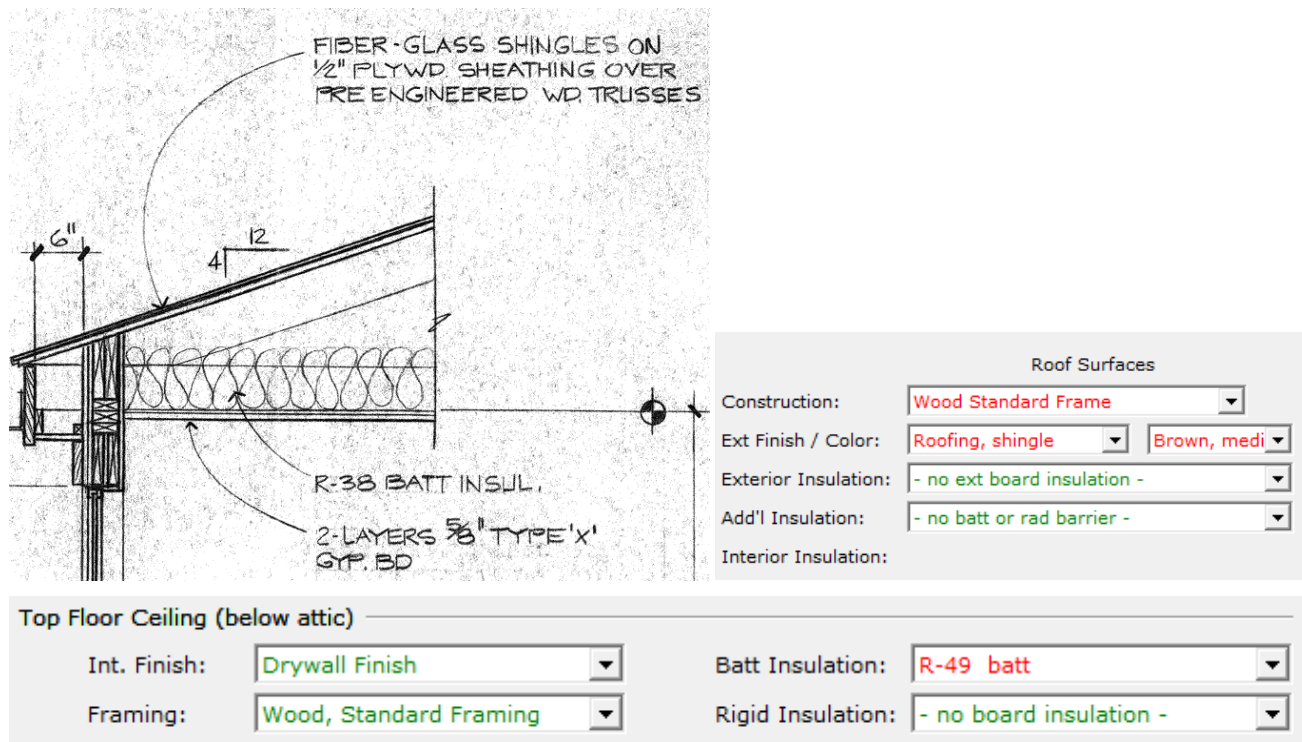 FIBER-GLASS SHINGLES ON
1/2" PLYWD SHEATHING OVER
PRE ENGINEERED WD. TRUSSES
6"
12
4
R-38 BATT INSUL.
2-LAYERS 5/8" TYPE 'X'
GYP. BD
Roof Surfaces
Construction: Wood Standard Frame
Ext Finish / Color: Roofing, shingle Brown, medi
Exterior Insulation: - no ext board insulation -
Add'l Insulation: - no batt or rad barrier -
Interior Insulation:
Top Floor Ceiling (below attic)
Int. Finish: Drywall Finish Batt Insulation: R-49 batt
Framing: Wood, Standard Framing Rigid Insulation: - no board insulation -